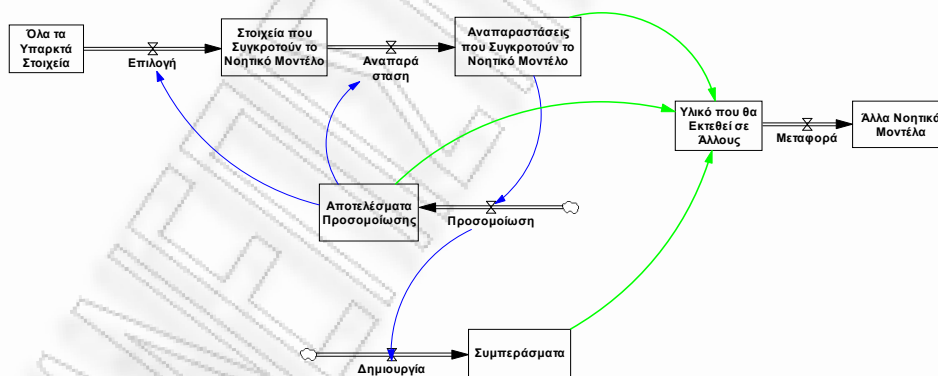 Όλα τα
Υπαρκτά
Στοιχεία
Επιλογή
Στοιχεία που
Συγκροτούν το
Νοητικό Μοντέλο
Αναπαρά
σταση
Αναπαραστάσεις
που Συγκροτούν το
Νοητικό Μοντέλο
Υλικό που θα
Εκτεθεί σε
Άλλους
Μεταφορά
Άλλα Νοητικά
Μοντέλα
Αποτελέσματα
Προσομοίωσης
Προσομοίωση
Δημιουργία
Συμπεράσματα